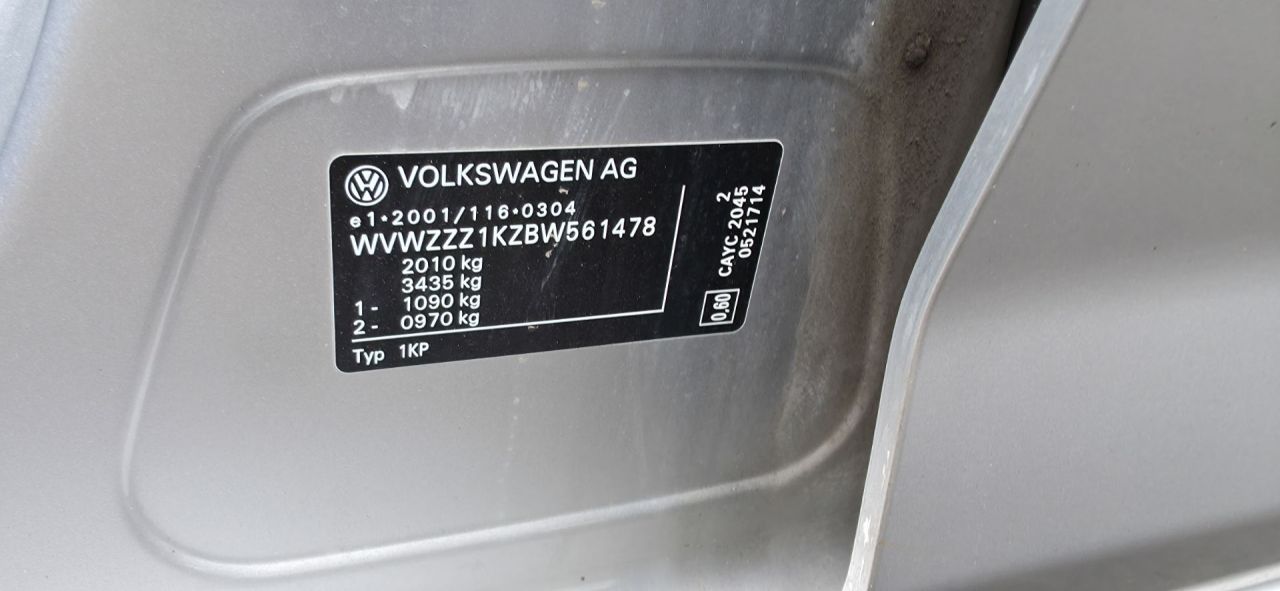 VOLKSWAGEN AG
e1*2001/116*0304
WVWZZZ1KZBW561478
2010 kg
3435 kg
1 - 1090 kg
2 - 0970 kg
Typ 1KP
2
CAYC 2045
0521714
0,60